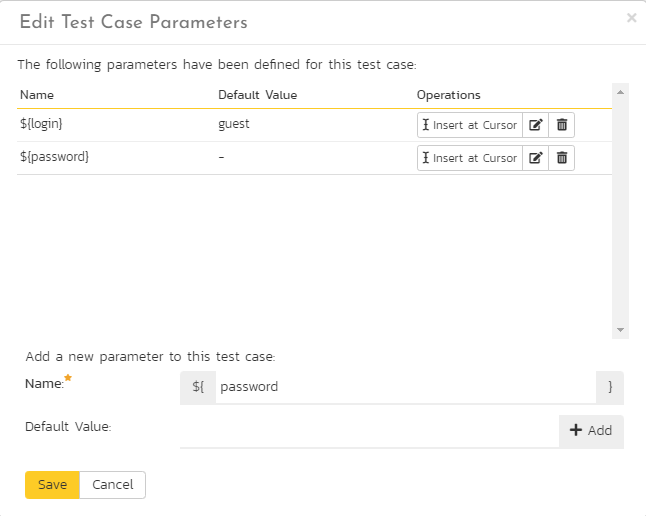 Edit Test Case Parameters ×
The following parameters have been defined for this test case:
Name Default Value Operations
${login} guest Insert at Cursor
${password} - Insert at Cursor
Add a new parameter to this test case:
Name:
${ password }
Default Value:
+ Add
Save Cancel